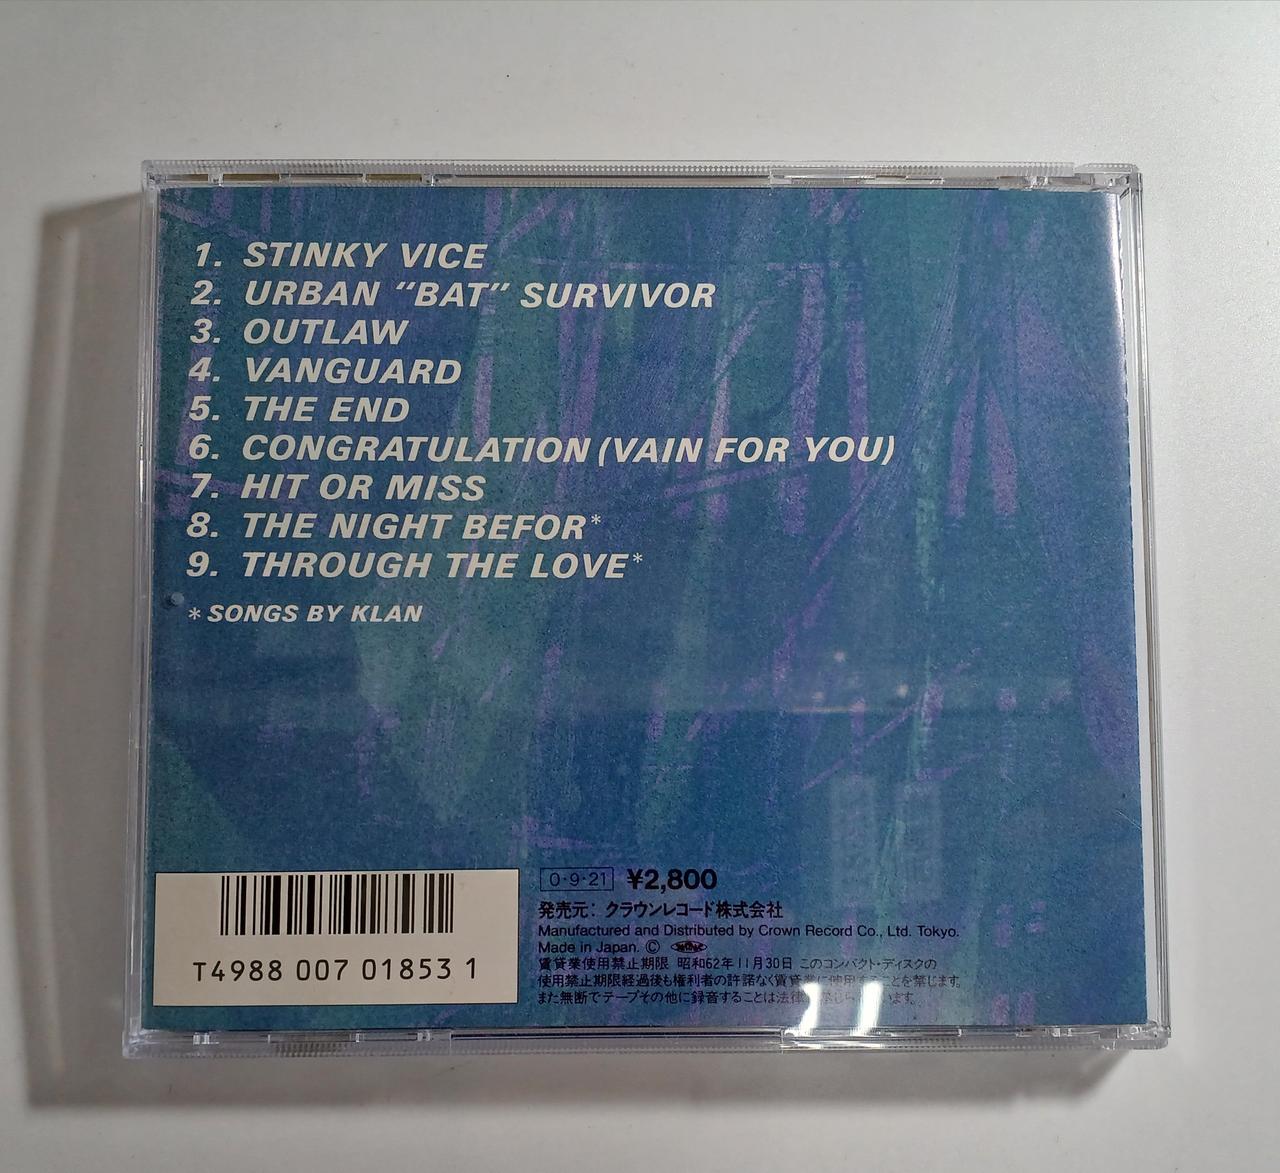 1. STINKY VICE
2. URBAN “BAT” SURVIVOR
3. OUTLAW
4. VANGUARD
5. THE END
6. CONGRATULATION (VAIN FOR YOU)
7. HIT OR MISS
8. THE NIGHT BEFOR*
9. THROUGH THE LOVE*
* SONGS BY KLAN
0·9·21 ¥2,800
発売元：クラウンレコード株式会社
Manufactured and Distributed by Crown Record Co., Ltd. Tokyo.
Made in Japan. Ⓒ
賃貸業使用禁止期限 昭和62年11月30日 このコンパクト・ディスクの
使用禁止期限経過後も権利者の許諾なく賃貸業に使用することを禁じます。
また無断でテープその他に録音することは法律 禁じら います。
T4988 007 01853 1